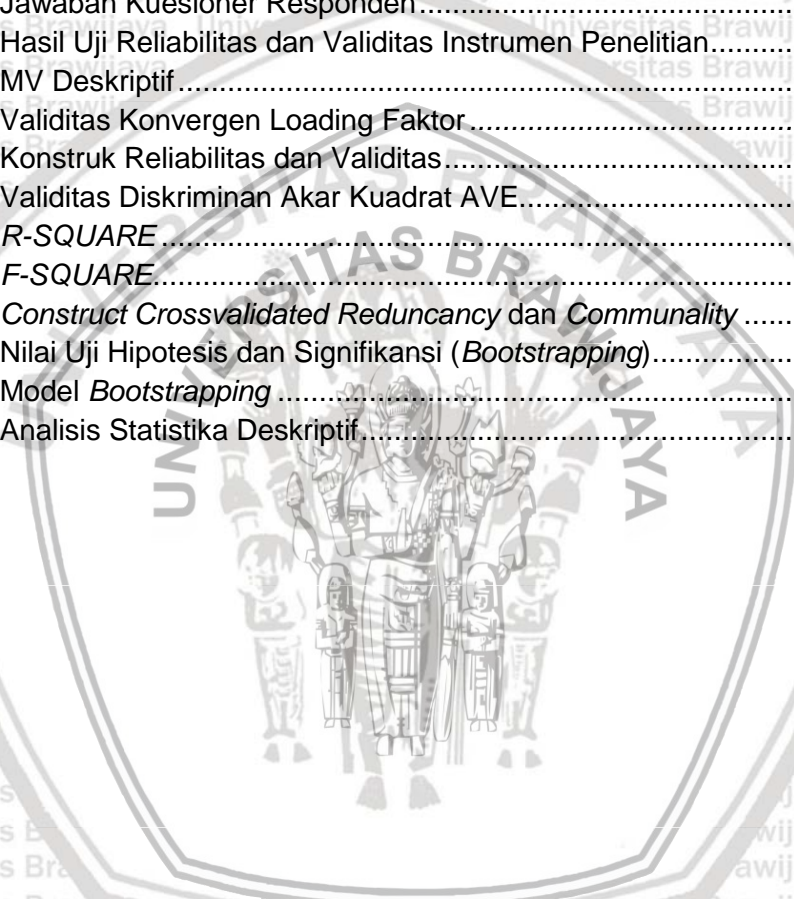 Jawaban Kuesioner Responden................................................
Hasil Uji Reliabilitas dan Validitas Instrumen Penelitian..........
MV Deskriptif................................................................................
Validitas Konvergen Loading Faktor..........................................
Konstruk Reliabilitas dan Validitas.............................................
Validitas Diskriminan Akar Kuadrat AVE...................................
R-SQUARE..................................................................................
F-SQUARE...................................................................................
Construct Crossvalidated Reduncancy dan Communality ......
Nilai Uji Hipotesis dan Signifikansi (Bootstrapping).................
Model Bootstrapping ...................................................................
Analisis Statistika Deskriptif.......................................................
UNIVERSITAS BRAWIJAYA